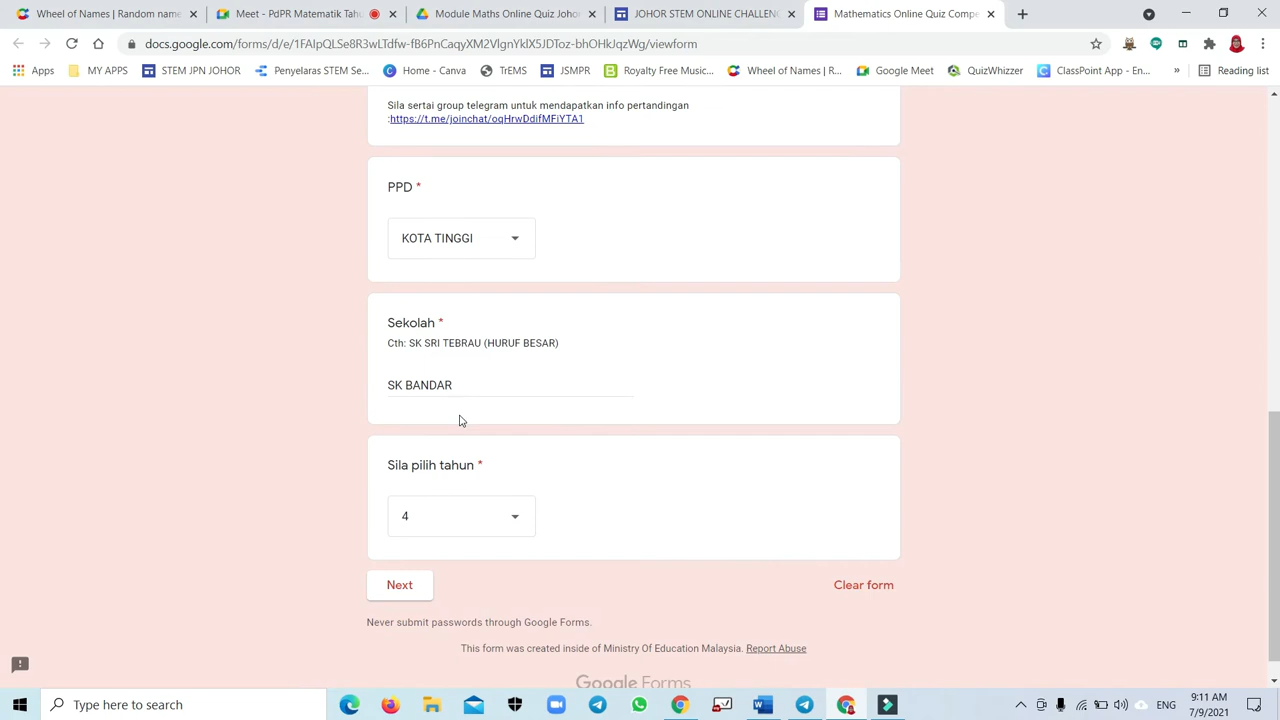 Wheel of Names | Random name
Meet - PdPR Matematik Tah
Module Maths Online Quiz Johor
JOHOR STEM ONLINE CHALLENG
Mathematics Online Quiz Compe
docs.google.com/forms/d/e/1FAIpQLSe8R3wLTdfw-fB6PnCazyXM2VlgnYklX5JDToz-bhOHkJqzWg/viewform
Apps
MY APPS
STEM JPN JOHOR
Penyelaras STEM Se...
Home - Canva
TrEMS
JSMPR
Royalty Free Music...
Wheel of Names | R...
Google Meet
QuizWhizzer
ClassPoint App - En...
»
Reading list
Sila sertai group telegram untuk mendapatkan info pertandingan
:https://t.me/joinchat/oqHrwDdifMFiYTA1
PPD *
KOTA TINGGI
Sekolah *
Cth: SK SRI TEBRAU (HURUF BESAR)
SK BANDAR
Sila pilih tahun *
4
Next
Clear form
Never submit passwords through Google Forms.
This form was created inside of Ministry Of Education Malaysia. Report Abuse
Google Forms
Type here to search
ENG
9:11 AM
7/9/2021